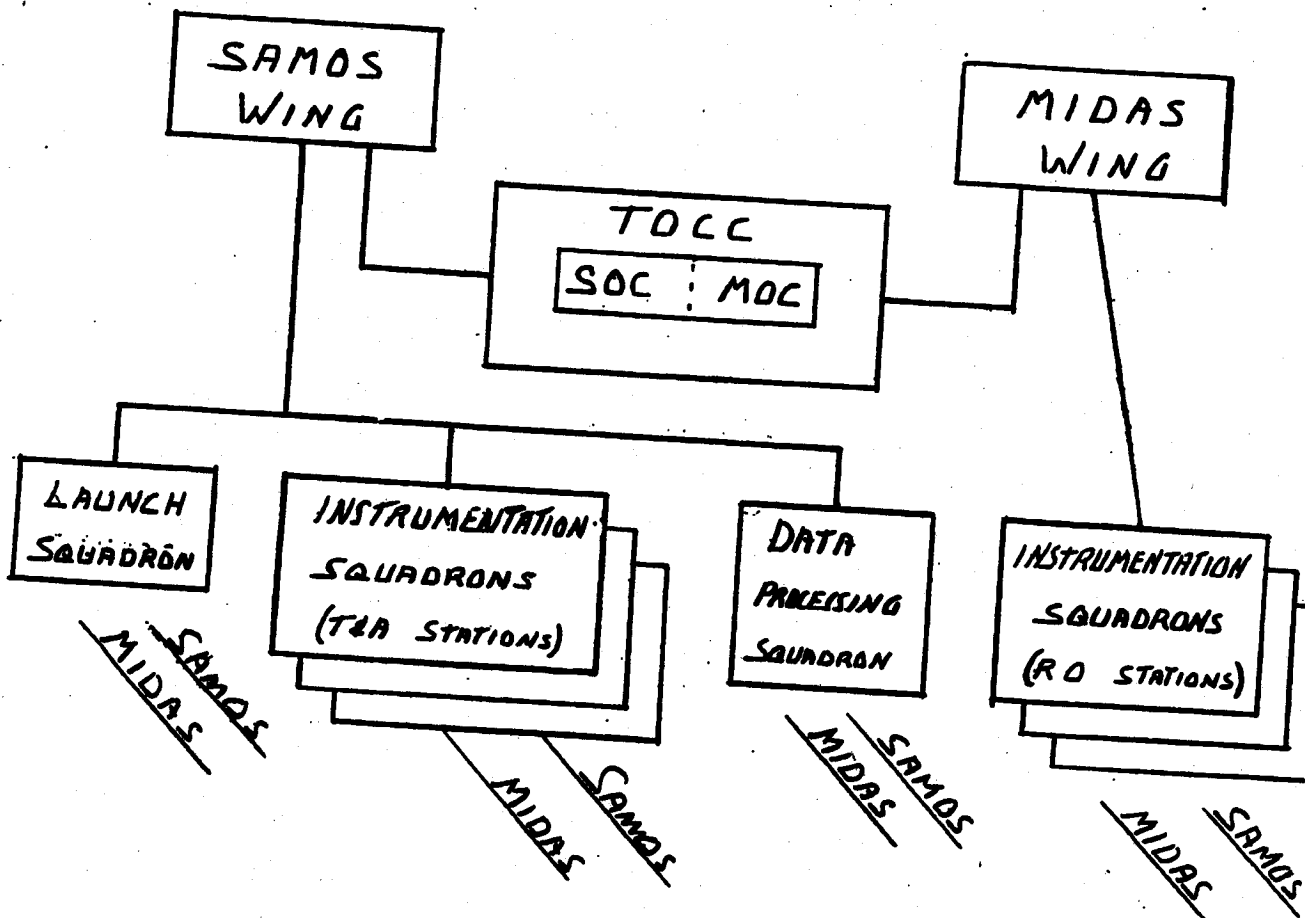 SAMOS
WING
MIDAS
WING
TOCC
SOC MOC
LAUNCH
SQUADRON
INSTRUMENTATION
SQUADRONS
(T&A STATIONS)
DATA
PROCESSING
SQUADRON
INSTRUMENTATION
SQUADRONS
(RO STATIONS)
SAMOS
MIDAS
SAMOS
MIDAS
SAMOS
MIDAS
SAMOS
MIDAS